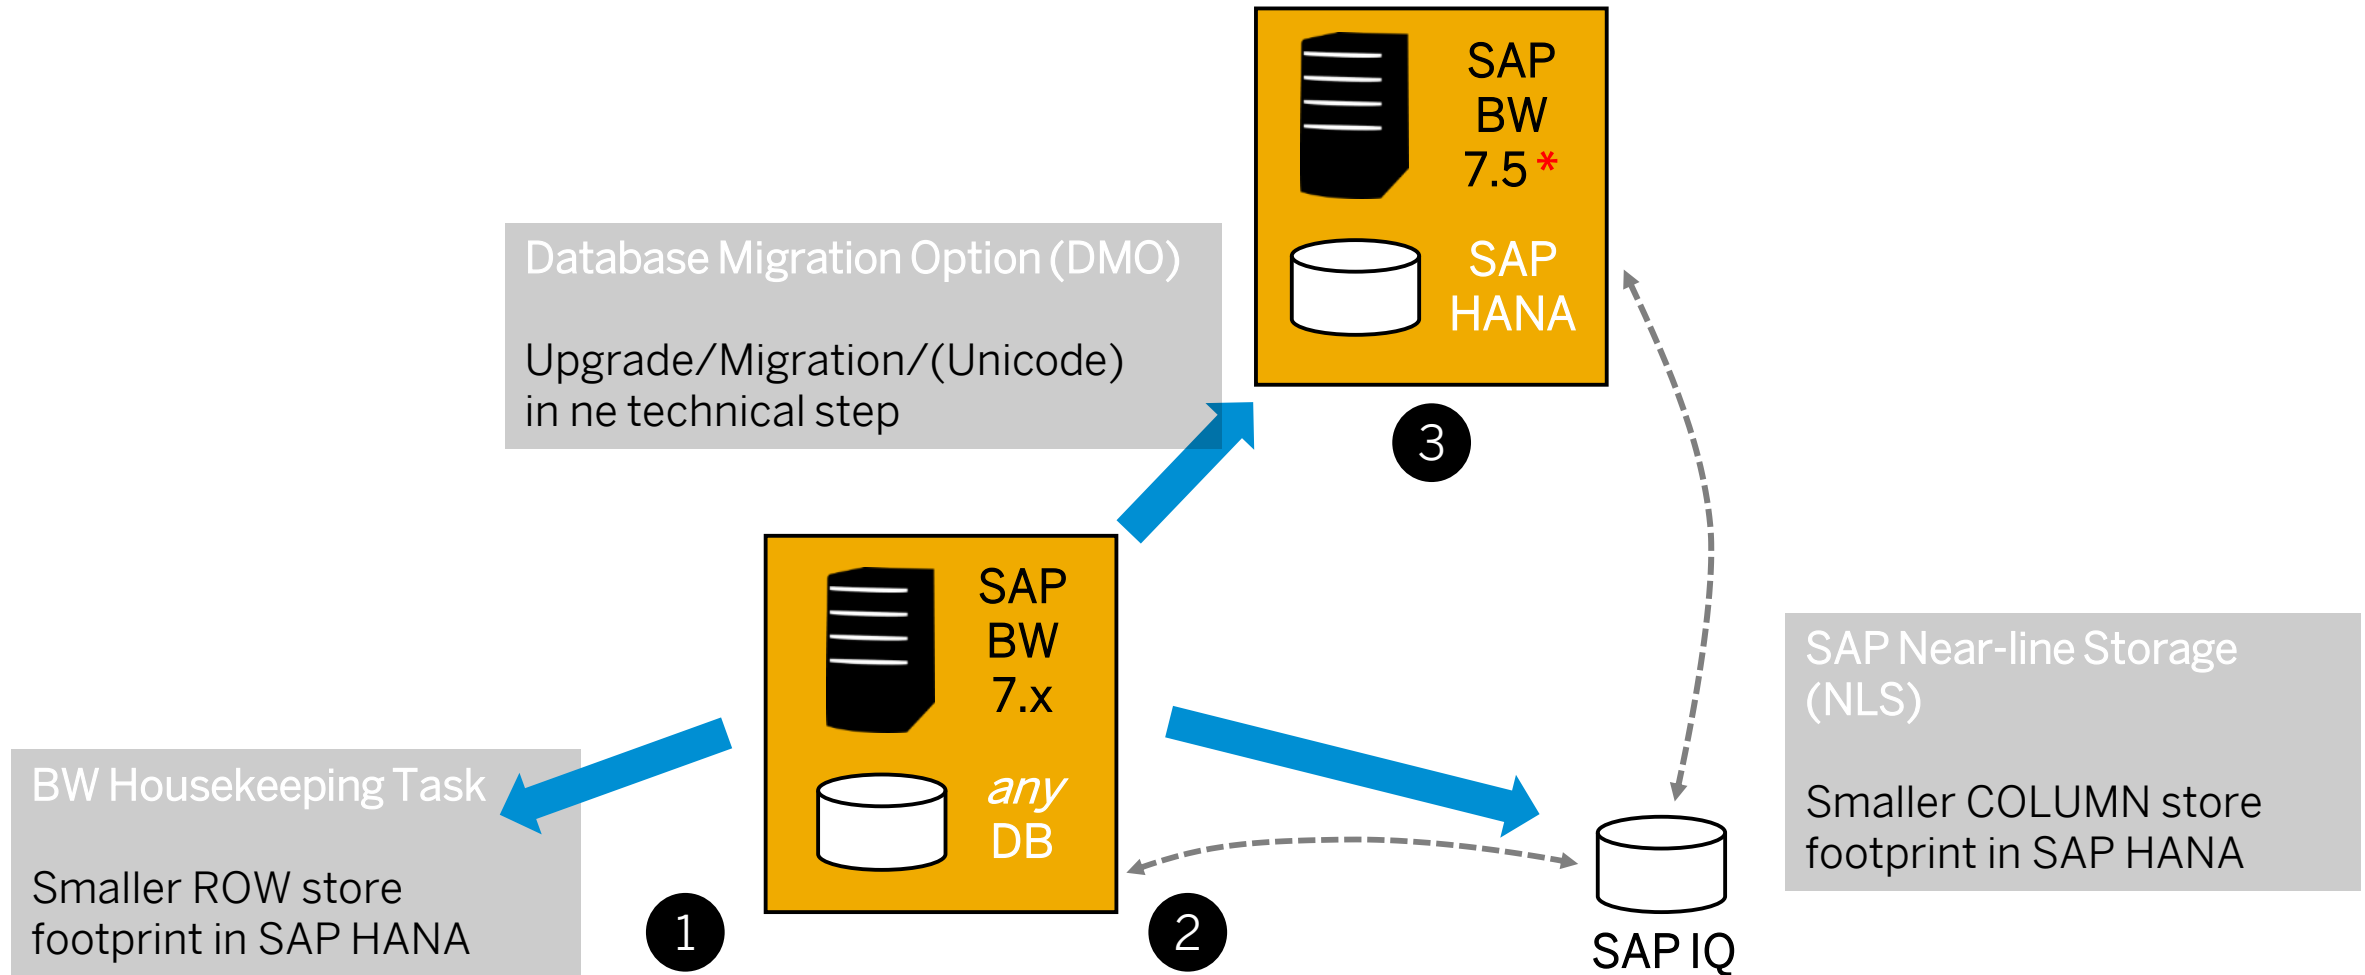 SAP
BW
7.5 *
SAP
HANA
Database Migration Option (DMO)
Upgrade/Migration/(Unicode)
in ne technical step
3
SAP
BW
7.x
any
DB
SAP Near-line Storage
(NLS)
Smaller COLUMN store
footprint in SAP HANA
BW Housekeeping Task
Smaller ROW store
footprint in SAP HANA
1
2
SAP IQ